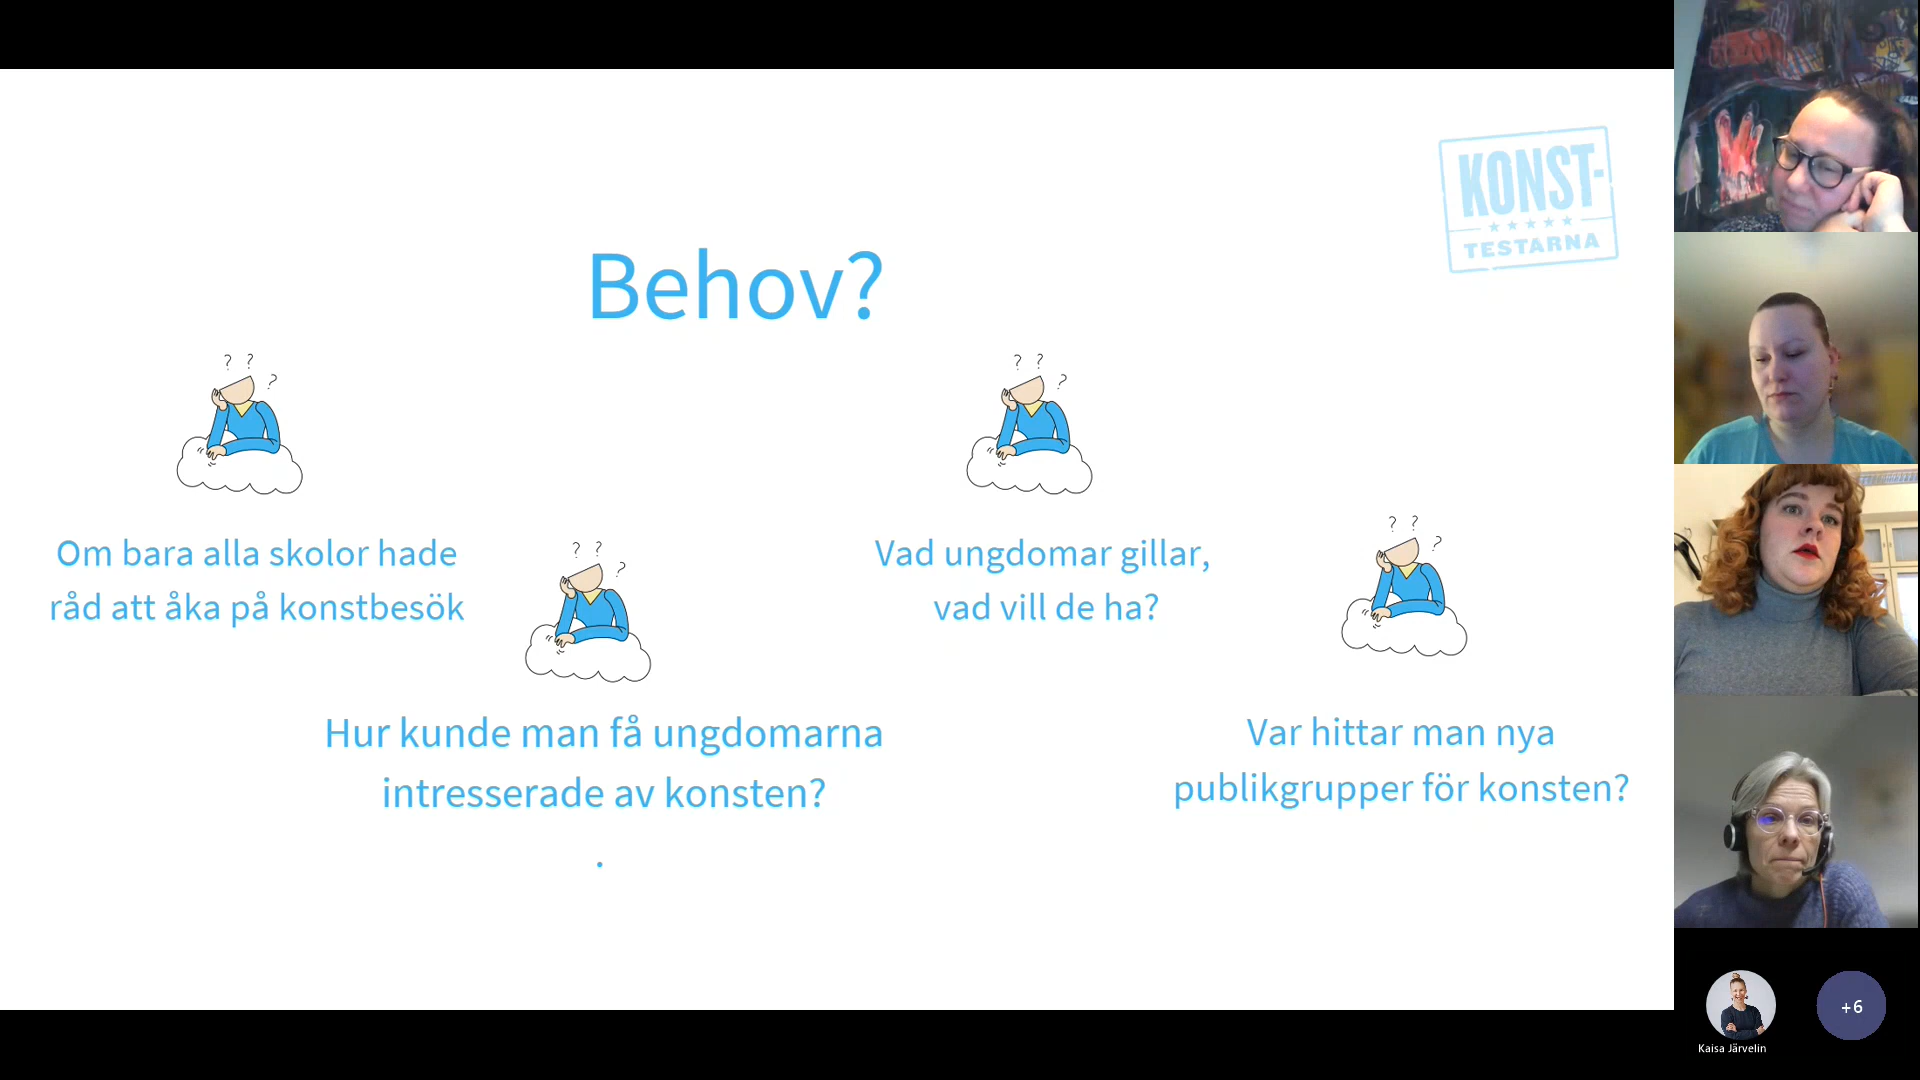 KONST-
TESTARNA
Behov?
? ? ?
? ? ?
Om bara alla skolor hade
råd att åka på konstbesök
? ? ?
Vad ungdomar gillar,
vad vill de ha?
? ? ?
Hur kunde man få ungdomarna
intresserade av konsten?
.
Var hittar man nya
publikgrupper för konsten?
+6
Kaisa Järvelin